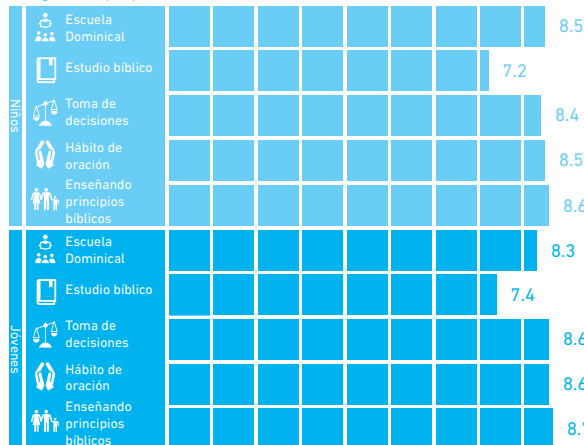 Niños
Escuela
Dominical
8.5
Estudio bíblico
7.2
Toma de
decisiones
8.4
Hábito de
oración
8.5
Enseñando
principios
bíblicos
8.6
Jóvenes
Escuela
Dominical
8.3
Estudio bíblico
7.4
Toma de
decisiones
8.6
Hábito de
oración
8.6
Enseñando
principios
bíblicos